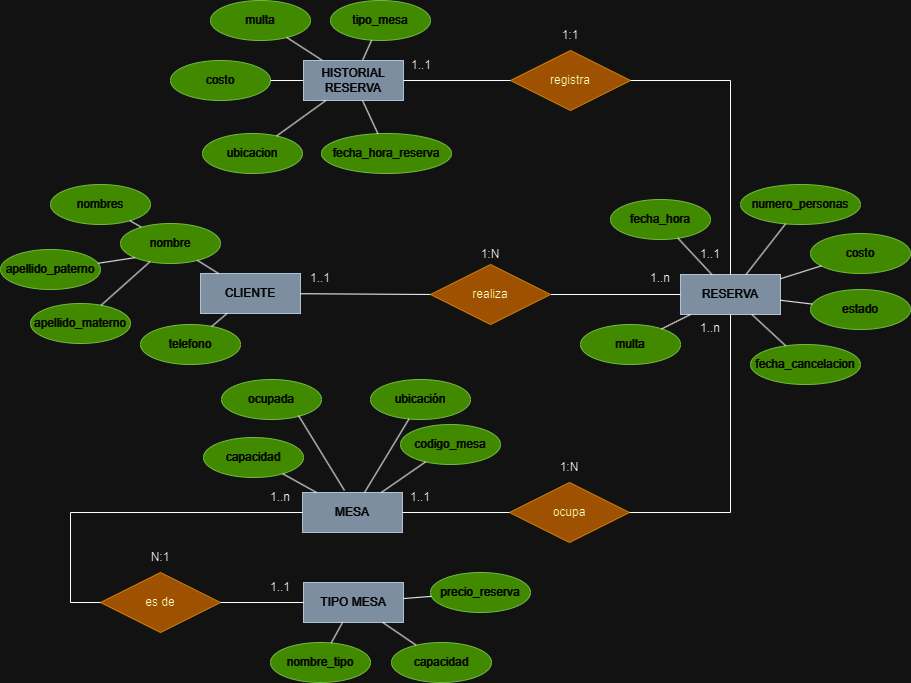 multa
tipo_mesa
1:1
HISTORIAL
RESERVA
1..1
costo
registra
ubicacion
fecha_hora_reserva
nombres
numero_personas
fecha_hora
nombre
1:N
1..1
costo
apellido_paterno
1..1
1..n
CLIENTE
realiza
RESERVA
estado
apellido_materno
1..n
telefono
multa
fecha_cancelacion
ocupada
ubicación
codigo_mesa
capacidad
1:N
1..n
1..1
MESA
ocupa
N:1
1..1
precio_reserva
es de
TIPO MESA
nombre_tipo
capacidad